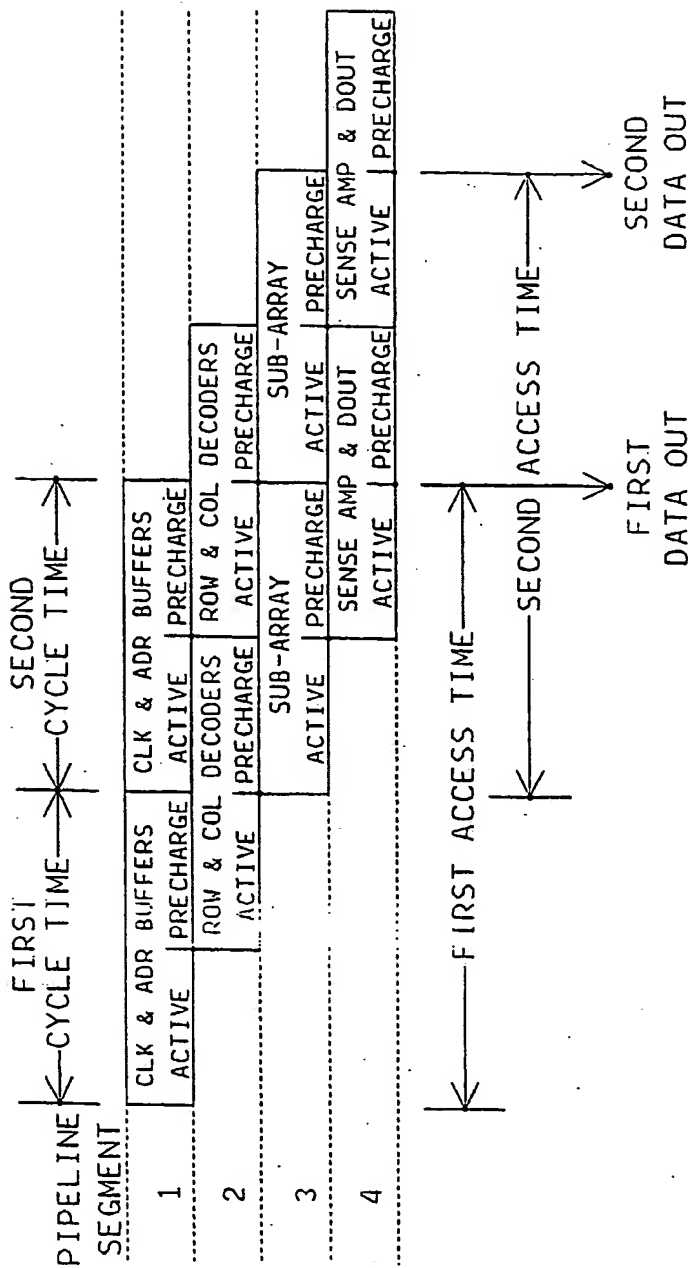 FIRST
SECOND
PIPELINE
SEGMENT
CYCLE TIME
CYCLE TIME
1
CLK & ADR BUFFERS
CLK & ADR BUFFERS
ACTIVE
PRECHARGE
ACTIVE
PRECHARGE
2
ROW & COL DECODERS
ROW & COL DECODERS
ACTIVE
PRECHARGE
ACTIVE
PRECHARGE
3
SUB-ARRAY
SUB-ARRAY
ACTIVE
PRECHARGE
ACTIVE
PRECHARGE
4
SENSE AMP & DOUT
SENSE AMP & DOUT
ACTIVE
PRECHARGE
ACTIVE
PRECHARGE
FIRST ACCESS TIME
SECOND ACCESS TIME
FIRST
DATA OUT
SECOND
DATA OUT